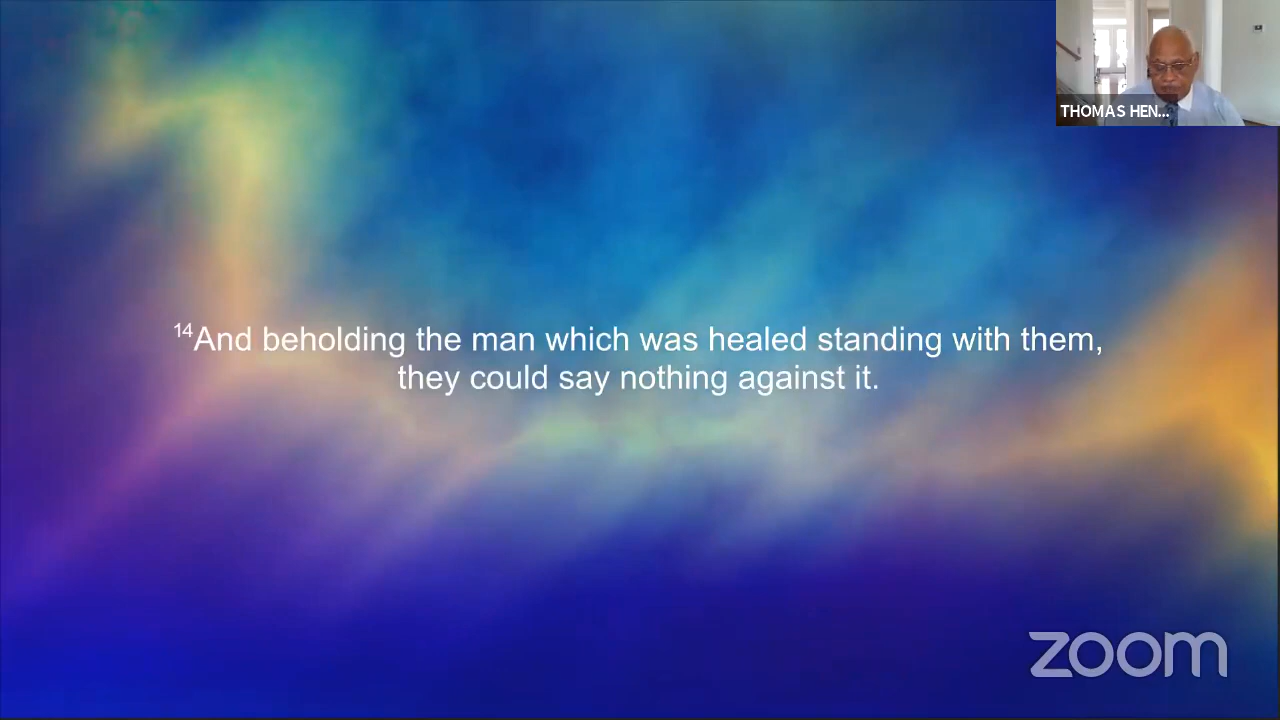 THOMAS HEN...
14And beholding the man which was healed standing with them,
they could say nothing against it.
zoom